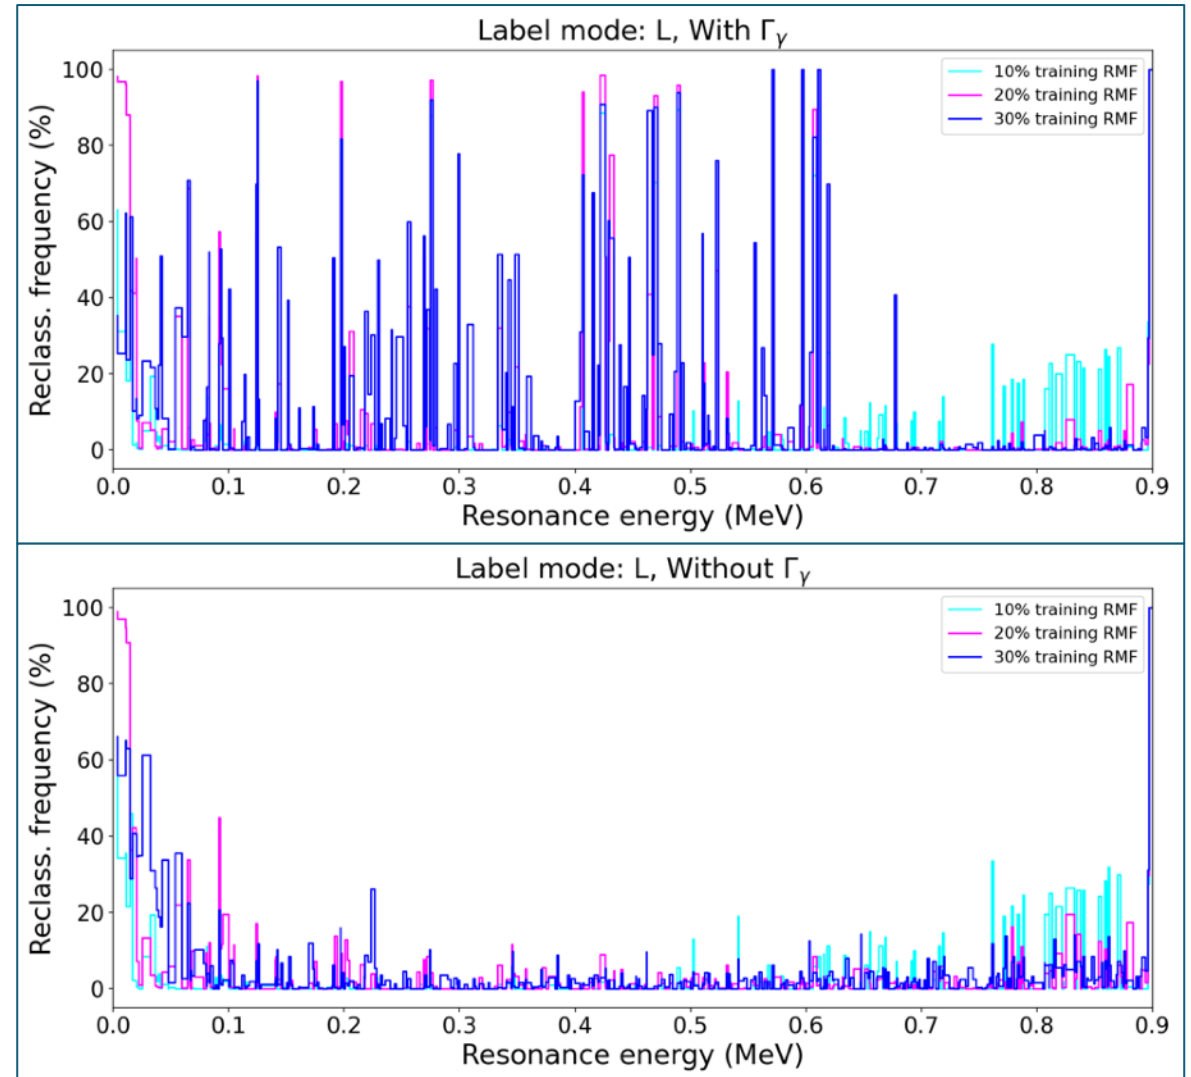 Label mode: L, With Γγ
Reclass. frequency (%)
100
80
60
40
20
0
10% training RMF
20% training RMF
30% training RMF
0.0 0.1 0.2 0.3 0.4 0.5 0.6 0.7 0.8 0.9
Resonance energy (MeV)
Label mode: L, Without Γγ
Reclass. frequency (%)
100
80
60
40
20
0
10% training RMF
20% training RMF
30% training RMF
0.0 0.1 0.2 0.3 0.4 0.5 0.6 0.7 0.8 0.9
Resonance energy (MeV)